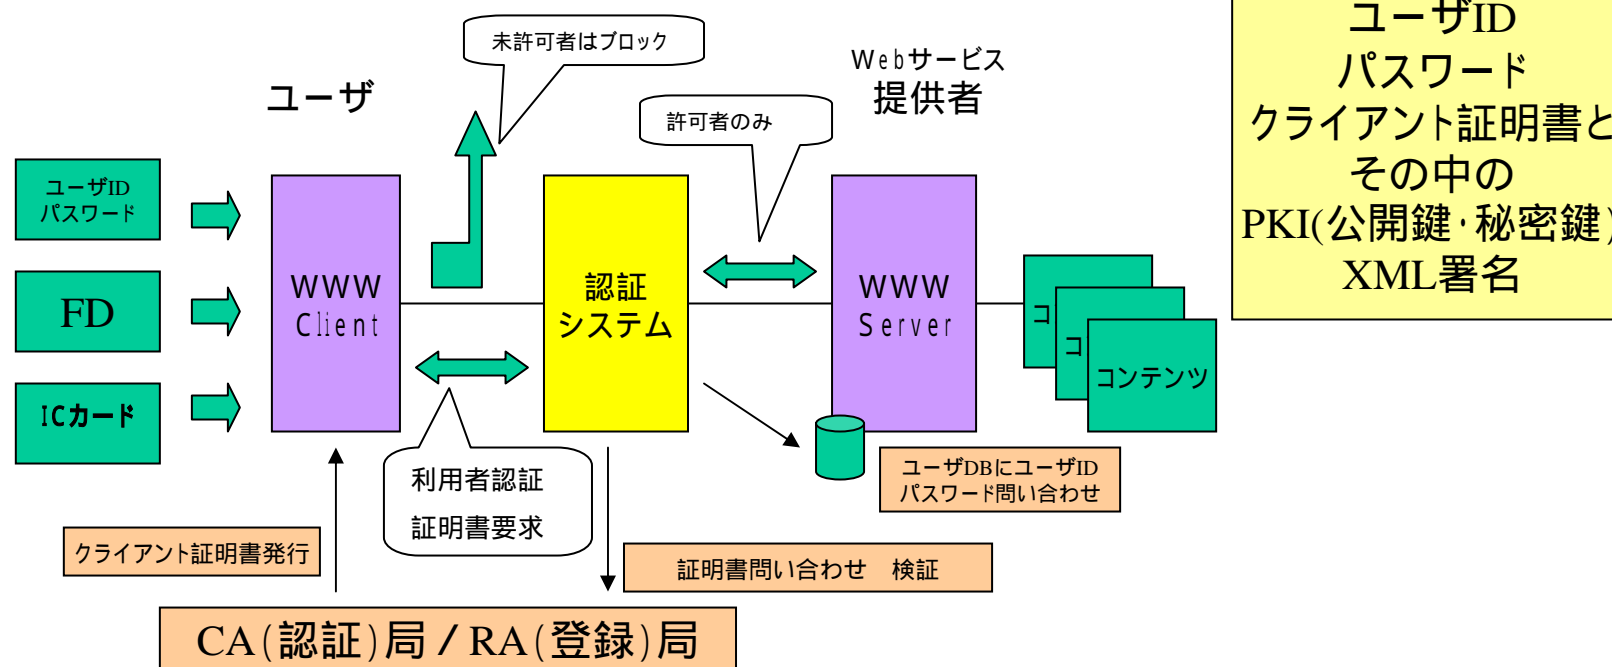 未許可者はブロック
ユーザ
Webサービス
提供者
許可者のみ
ユーザID
パスワード
クライアント証明書と
その中の
PKI(公開鍵・秘密鍵)
XML署名
ユーザID
パスワード
FD
ICカード
WWW
Client
認証
システム
WWW
Server
コ
コ
コンテンツ
利用者認証
証明書要求
ユーザDBにユーザID
パスワード問い合わせ
クライアント証明書発行
証明書問い合わせ 検証
CA(認証)局/RA(登録)局